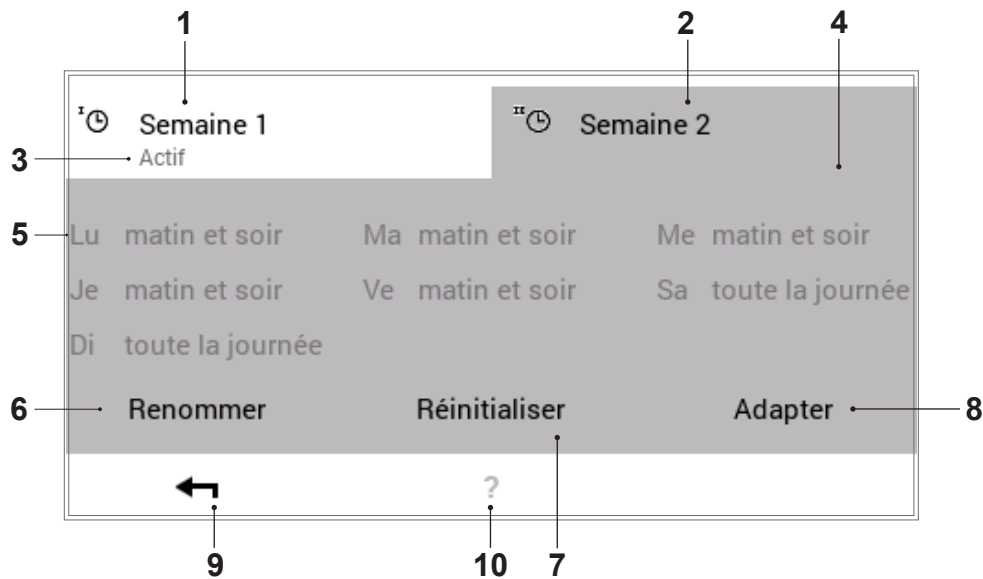 1 2 4
I Semaine 1 II Semaine 2
3 Actif
5 Lu matin et soir Ma matin et soir Me matin et soir
Je matin et soir Ve matin et soir Sa toute la journée
Di toute la journée
6 Renommer Réinitialiser Adapter 8
?
9 10 7